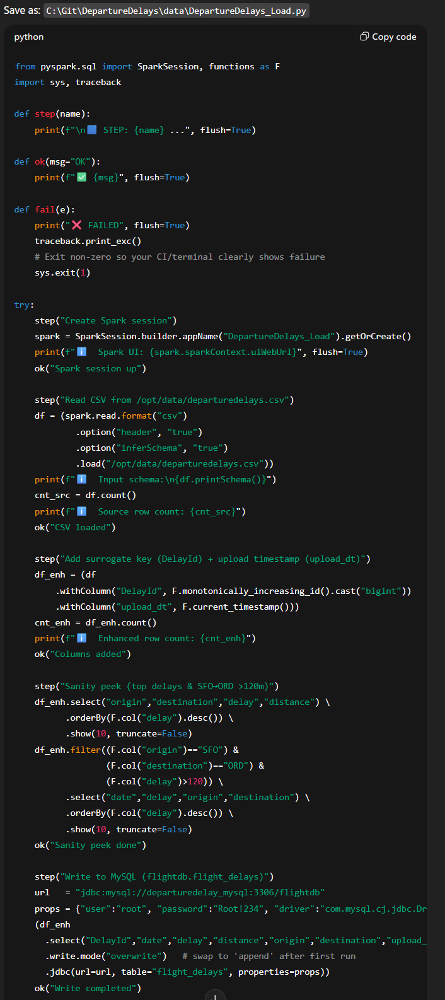 Save as: C:\Git\DepartureDelays\data\DepartureDelays_Load.py
python
Copy code
from pyspark.sql import SparkSession, functions as F
import sys, traceback
def step(name):
    print(f"\n🟦 STEP: {name} ...", flush=True)
def ok(msg="OK"):
    print(f"✅ {msg}", flush=True)
def fail(e):
    print("❌ FAILED", flush=True)
    traceback.print_exc()
    # Exit non-zero so your CI/terminal clearly shows failure
    sys.exit(1)
try:
    step("Create Spark session")
    spark = SparkSession.builder.appName("DepartureDelays_Load").getOrCreate()
    print(f"ℹ️  Spark UI: {spark.sparkContext.uiWebUrl}", flush=True)
    ok("Spark session up")
    step("Read CSV from /opt/data/departuredelays.csv")
    df = (spark.read.format("csv")
            .option("header", "true")
            .option("inferSchema", "true")
            .load("/opt/data/departuredelays.csv"))
    print(f"ℹ️  Input schema:\n{df.printSchema()}")
    cnt_src = df.count()
    print(f"ℹ️  Source row count: {cnt_src}")
    ok("CSV loaded")
    step("Add surrogate key (DelayId) + upload timestamp (upload_dt)")
    df_enh = (df
        .withColumn("DelayId", F.monotonically_increasing_id().cast("bigint"))
        .withColumn("upload_dt", F.current_timestamp()))
    cnt_enh = df_enh.count()
    print(f"ℹ️  Enhanced row count: {cnt_enh}")
    ok("Columns added")
    step("Sanity peek (top delays & SFO→ORD >120m)")
    df_enh.select("origin","destination","delay","distance") \
          .orderBy(F.col("delay").desc()) \
          .show(10, truncate=False)
    df_enh.filter((F.col("origin")=="SFO") &
                  (F.col("destination")=="ORD") &
                  (F.col("delay")>120)) \
          .select("date","delay","origin","destination") \
          .orderBy(F.col("delay").desc()) \
          .show(10, truncate=False)
    ok("Sanity peek done")
    step("Write to MySQL (flightdb.flight_delays)")
    url   = "jdbc:mysql://departuredelay_mysql:3306/flightdb"
    props = {"user":"root", "password":"Root!234", "driver":"com.mysql.cj.jdbc.Dr
    (df_enh
      .select("DelayId","date","delay","distance","origin","destination","upload_
      .write.mode("overwrite")   # swap to 'append' after first run
      .jdbc(url=url, table="flight_delays", properties=props))
    ok("Write completed")